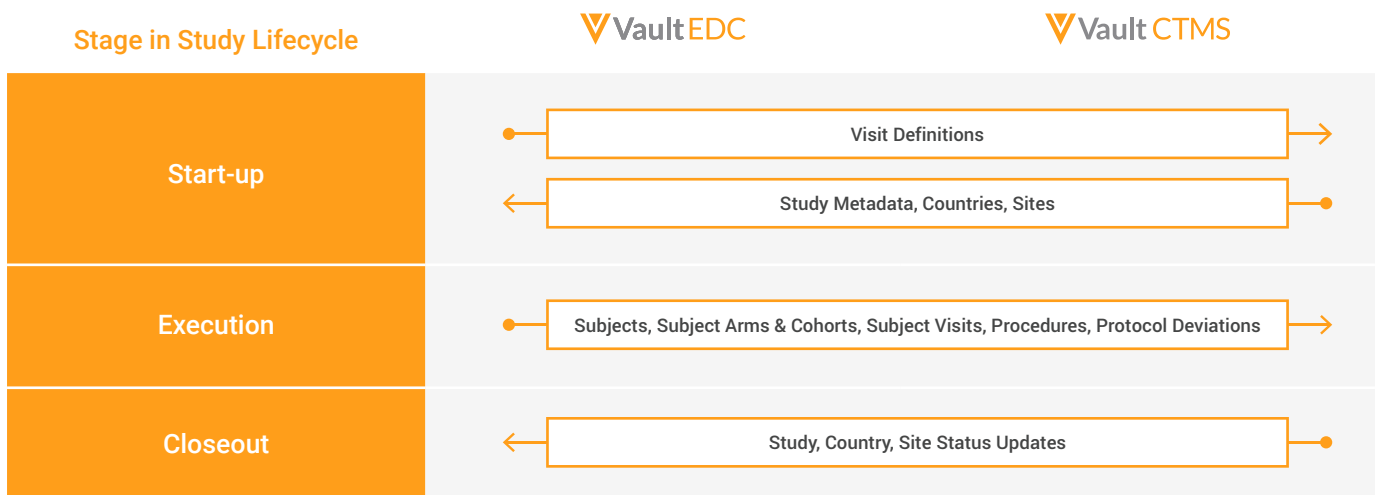 Stage in Study Lifecycle
Vault EDC
Vault CTMS
Start-up
Visit Definitions
Study Metadata, Countries, Sites
Execution
Subjects, Subject Arms & Cohorts, Subject Visits, Procedures, Protocol Deviations
Closeout
Study, Country, Site Status Updates